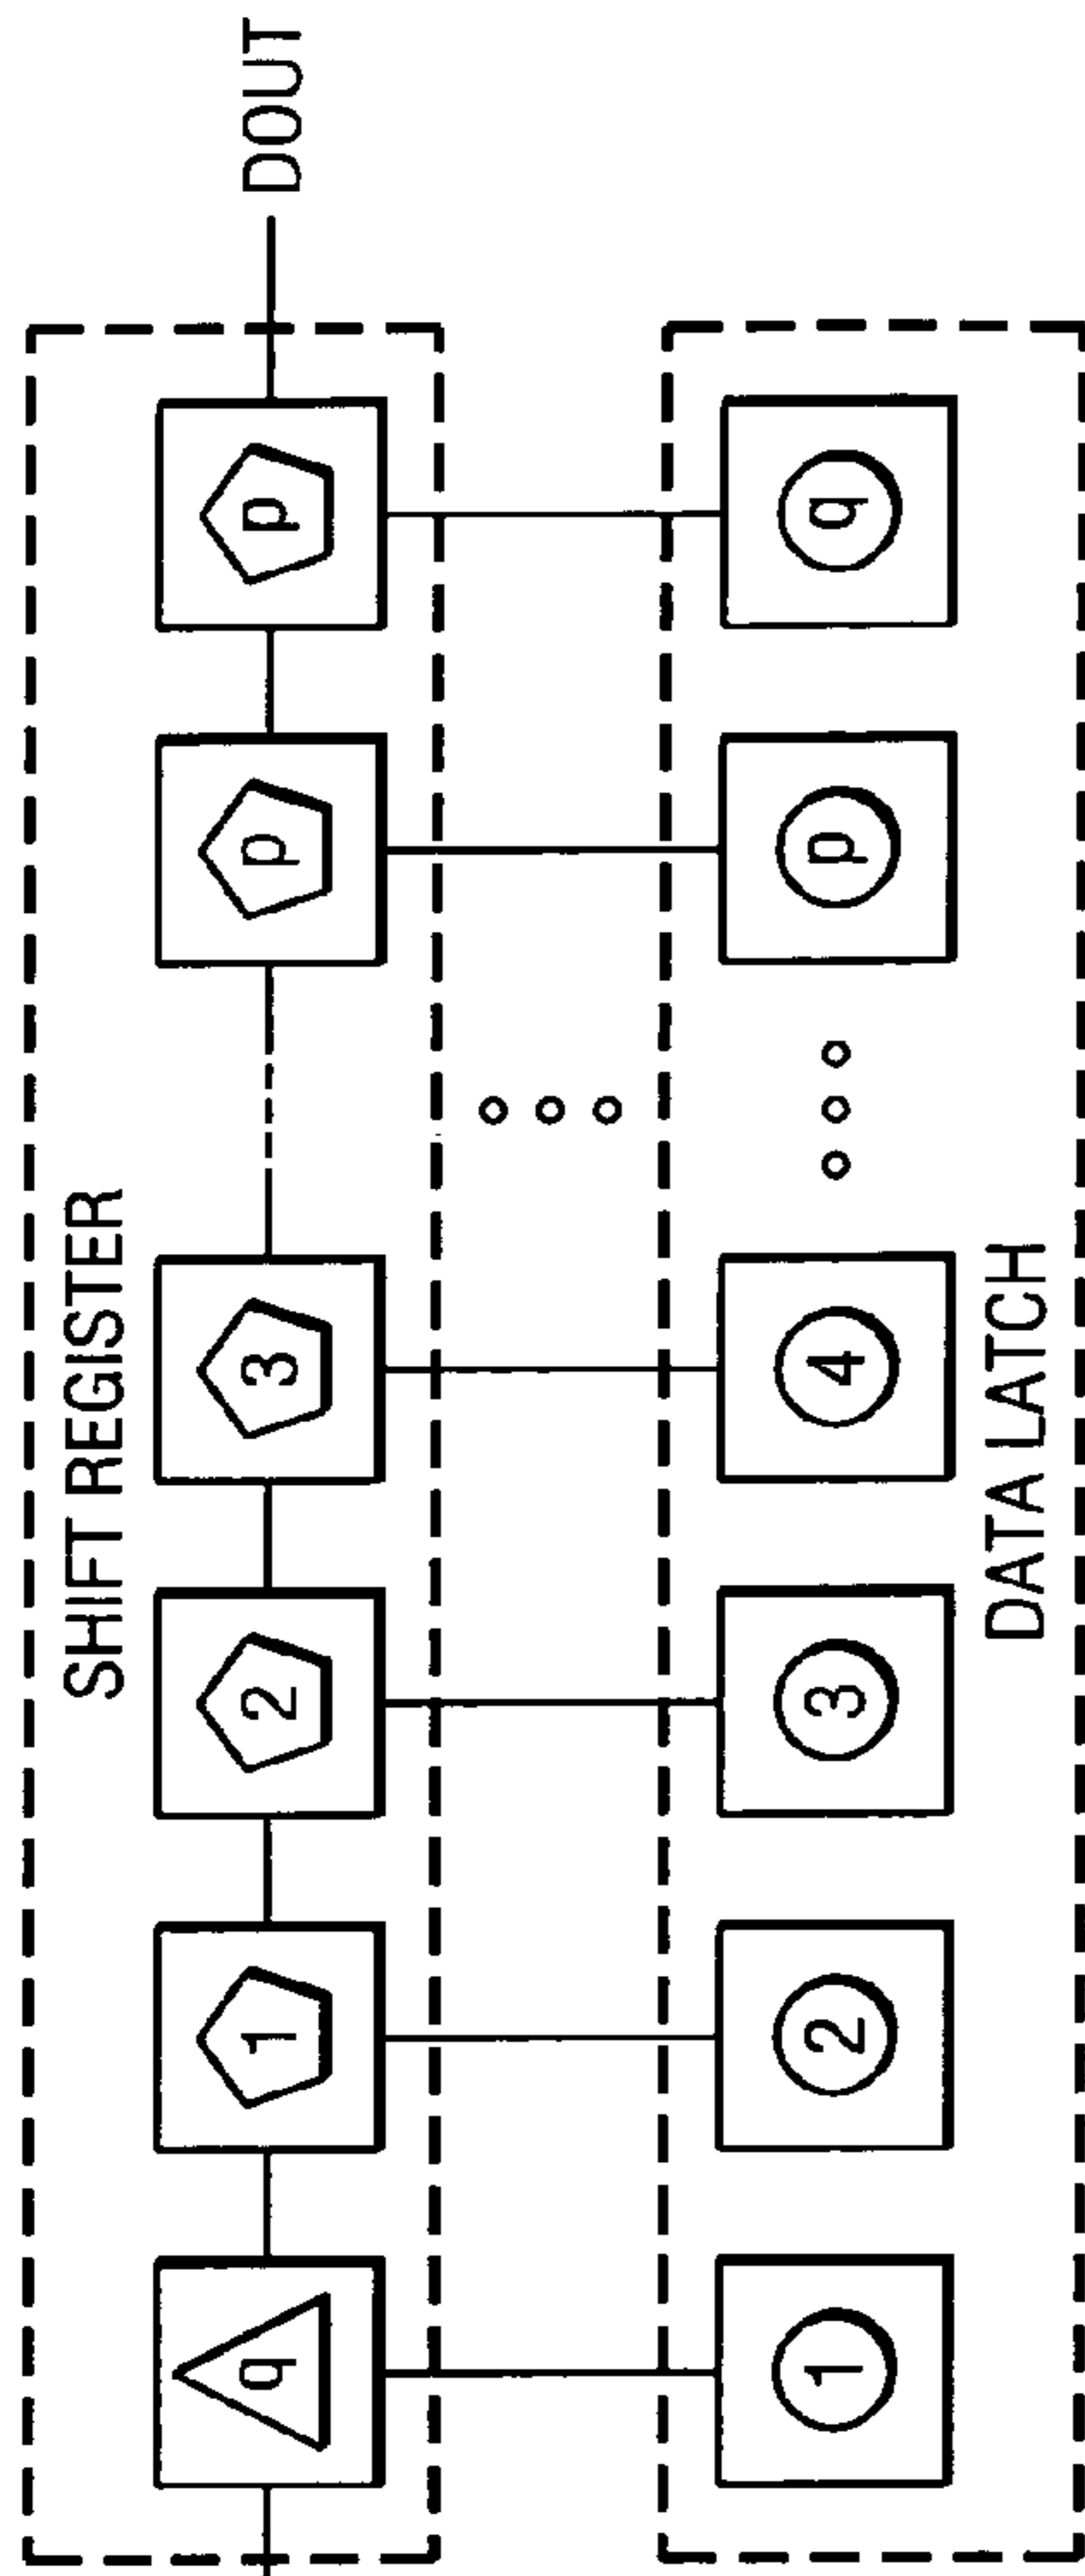 SHIFT REGISTER
q 1 2 3 p p DOUT
1 2 3 4 p q
DATA LATCH